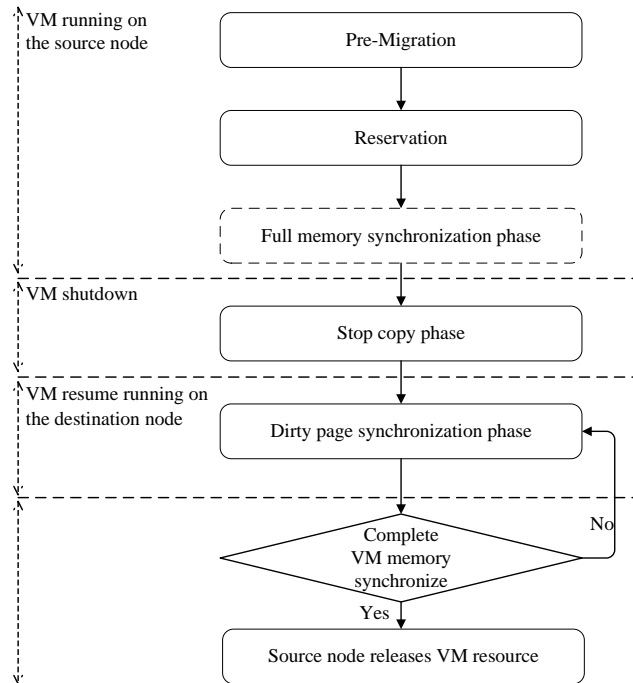 VM running on
the source node
Pre-Migration
Reservation
Full memory synchronization phase
VM shutdown
Stop copy phase
VM resume running on
the destination node
Dirty page synchronization phase
Complete
VM memory
synchronize
No
Yes
Source node releases VM resource